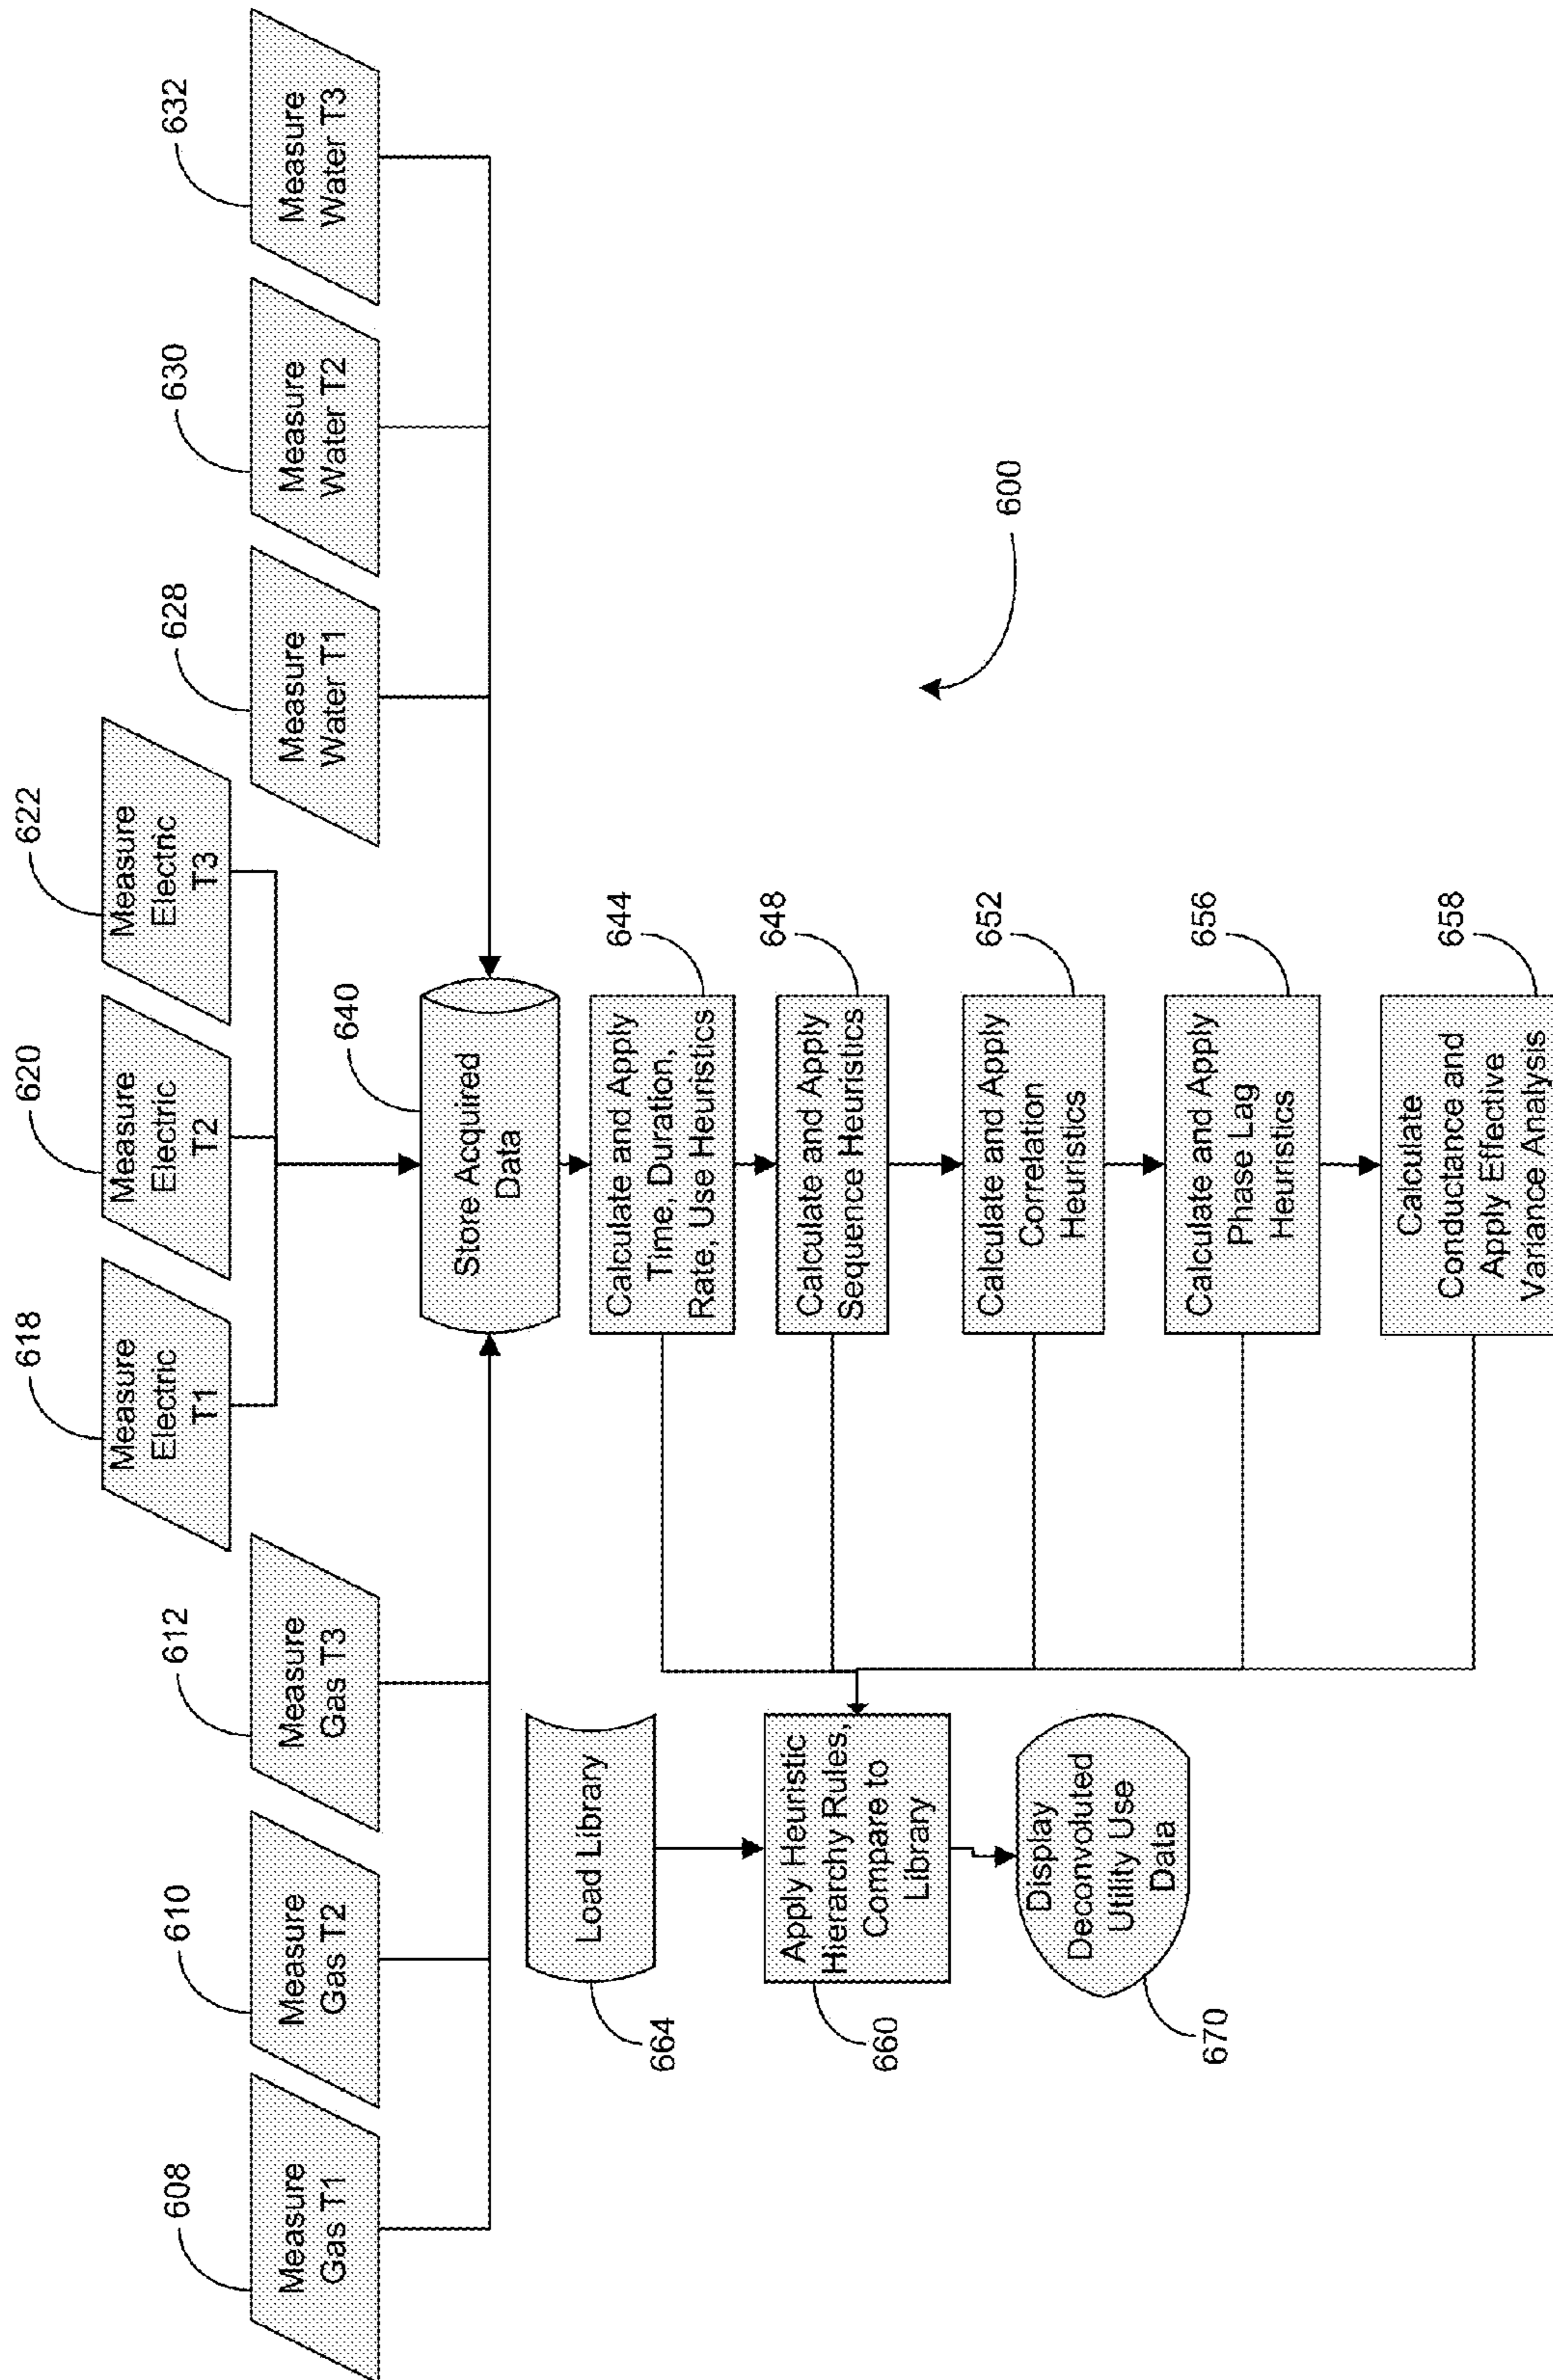 618
Measure
Electric
T1
620
Measure
Electric
T2
622
Measure
Electric
T3
608
Measure
Gas T1
610
Measure
Gas T2
612
Measure
Gas T3
628
Measure
Water T1
630
Measure
Water T2
632
Measure
Water T3
640
Store Acquired
Data
644
Calculate and Apply
Time, Duration,
Rate, Use Heuristics
648
Calculate and Apply
Sequence Heuristics
652
Calculate and Apply
Correlation
Heuristics
656
Calculate and Apply
Phase Lag
Heuristics
658
Calculate
Conductance and
Apply Effective
Variance Analysis
Load Library
664
Apply Heuristic
Hierarchy Rules,
Compare to
Library
660
Display
Deconvoluted
Utility Use
Data
670
600